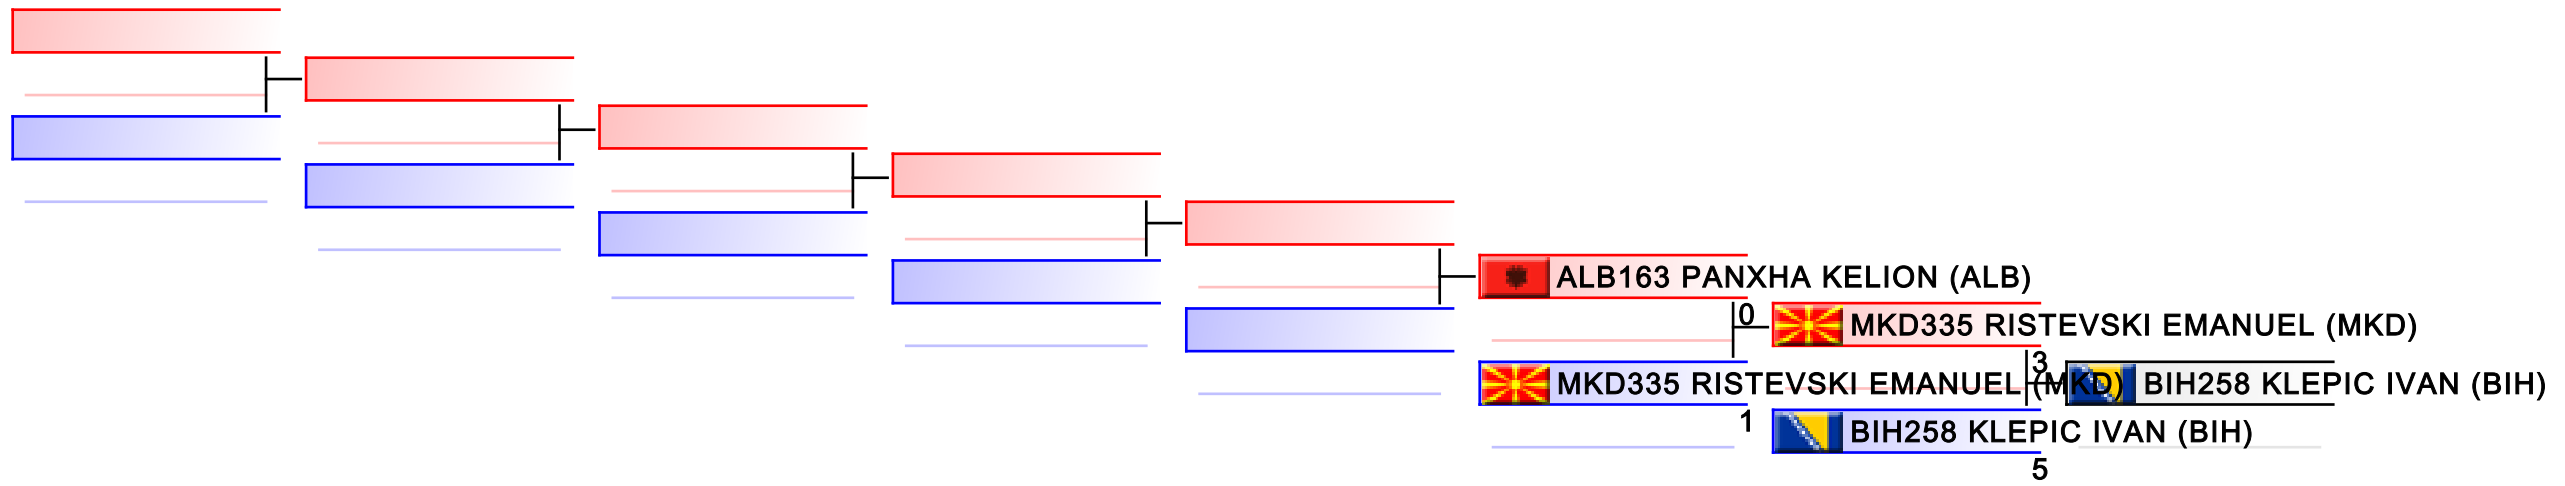 ALB163 PANXHA KELION (ALB)
0
MKD335 RISTEVSKI EMANUEL (MKD)
1
MKD335 RISTEVSKI EMANUEL (MKD)
3
BIH258 KLEPIC IVAN (BIH)
5
BIH258 KLEPIC IVAN (BIH)